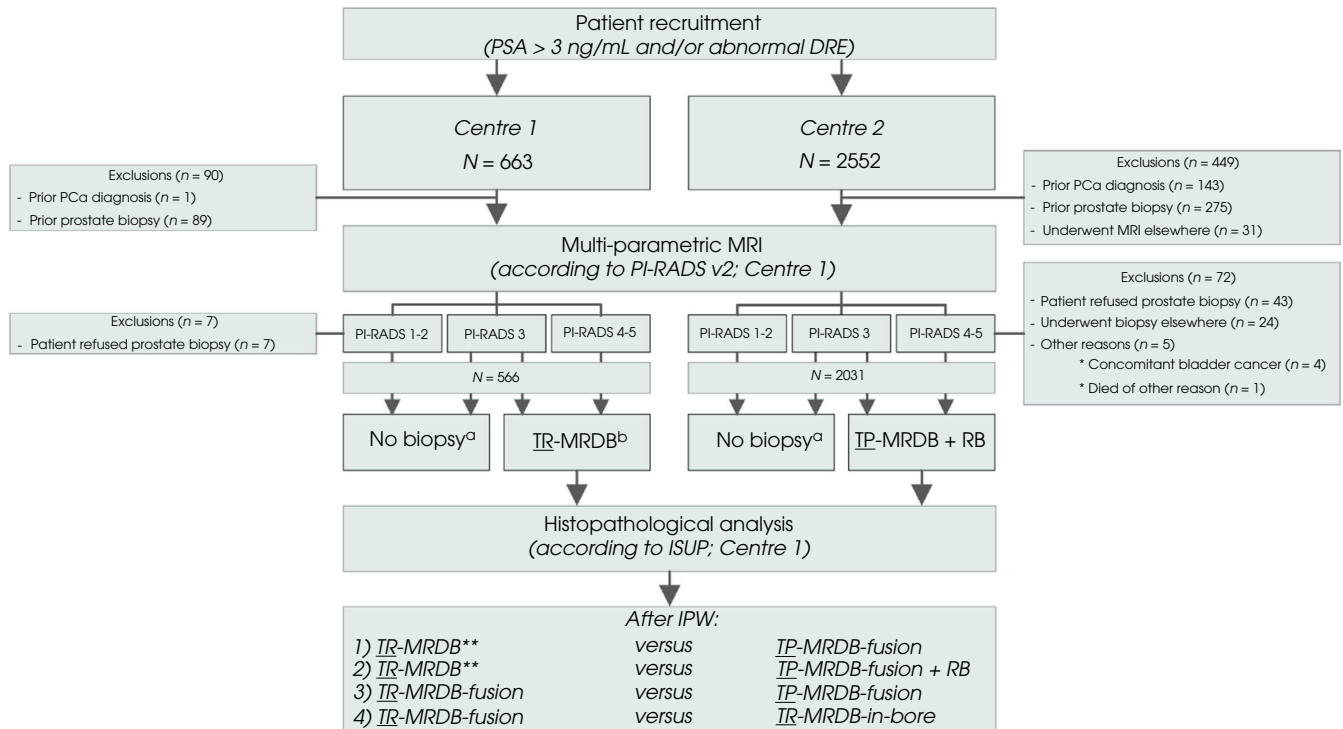 Patient recruitment
(PSA > 3 ng/mL and/or abnormal DRE)
Centre 1
N = 663
Centre 2
N = 2552
Exclusions (n = 90)
- Prior PCa diagnosis (n = 1)
- Prior prostate biopsy (n = 89)
Exclusions (n = 449)
- Prior PCa diagnosis (n = 143)
- Prior prostate biopsy (n = 275)
- Underwent MRI elsewhere (n = 31)
Multi-parametric MRI
(according to PI-RADS v2; Centre 1)
Exclusions (n = 7)
- Patient refused prostate biopsy (n = 7)
PI-RADS 1-2
PI-RADS 3
PI-RADS 4-5
PI-RADS 1-2
PI-RADS 3
PI-RADS 4-5
Exclusions (n = 72)
- Patient refused prostate biopsy (n = 43)
- Underwent biopsy elsewhere (n = 24)
- Other reasons (n = 5)
* Concomitant bladder cancer (n = 4)
* Died of other reason (n = 1)
N = 566
N = 2031
No biopsyᵃ
TR-MRDBᵇ
No biopsyᵃ
TP-MRDB + RB
Histopathological analysis
(according to ISUP; Centre 1)
After IPW:
1) TR-MRDB** versus TP-MRDB-fusion
2) TR-MRDB** versus TP-MRDB-fusion + RB
3) TR-MRDB-fusion versus TP-MRDB-fusion
4) TR-MRDB-fusion versus TR-MRDB-in-bore